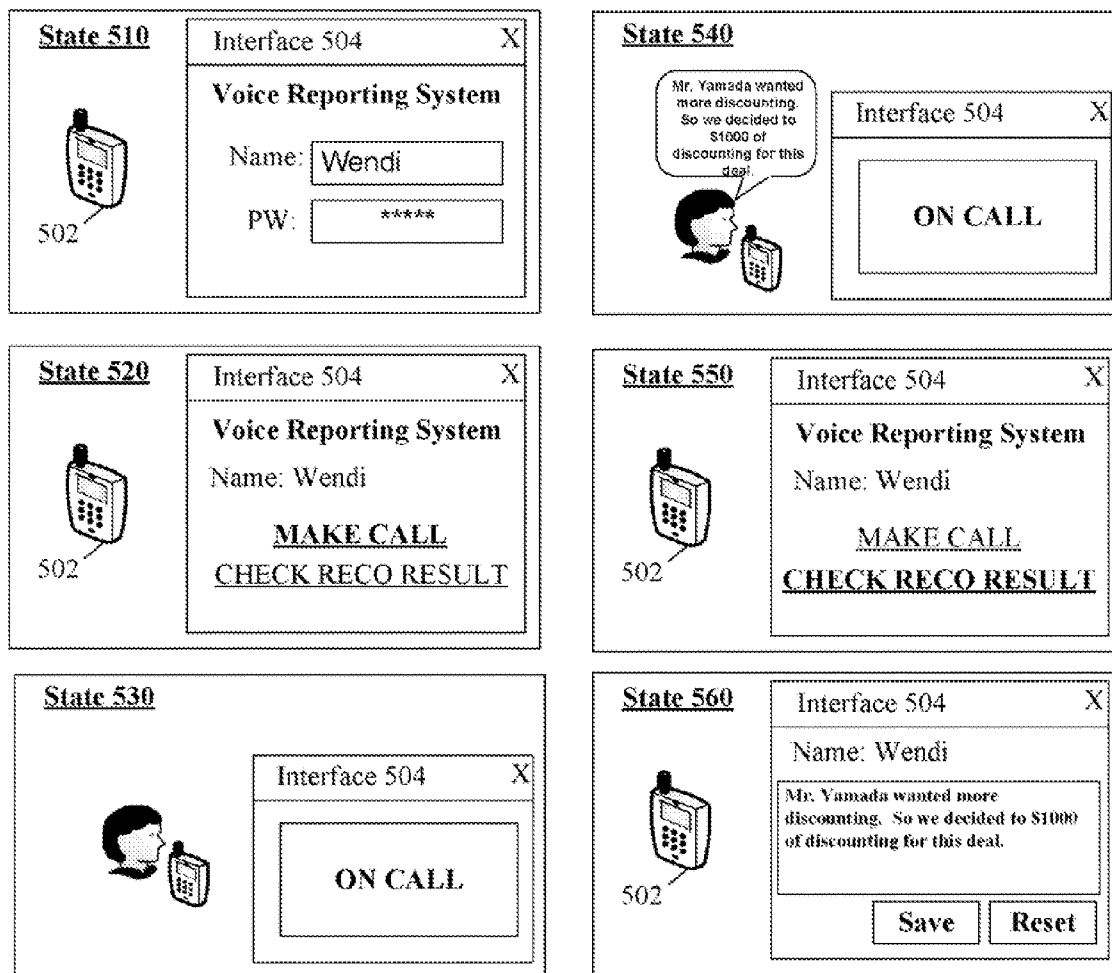 State 510
Interface 504 X
Voice Reporting System
Name: Wendi
PW: *****
502
State 520
Interface 504 X
Voice Reporting System
Name: Wendi
MAKE CALL
CHECK RECO RESULT
502
State 530
Interface 504 X
ON CALL
State 540
Mr. Yamada wanted
more discounting.
So we decided to
$1000 of
discounting for this
deal.
Interface 504 X
ON CALL
State 550
Interface 504 X
Voice Reporting System
Name: Wendi
MAKE CALL
CHECK RECO RESULT
502
State 560
Interface 504 X
Name: Wendi
Mr. Yamada wanted more
discounting. So we decided to $1000
of discounting for this deal.
Save Reset
502